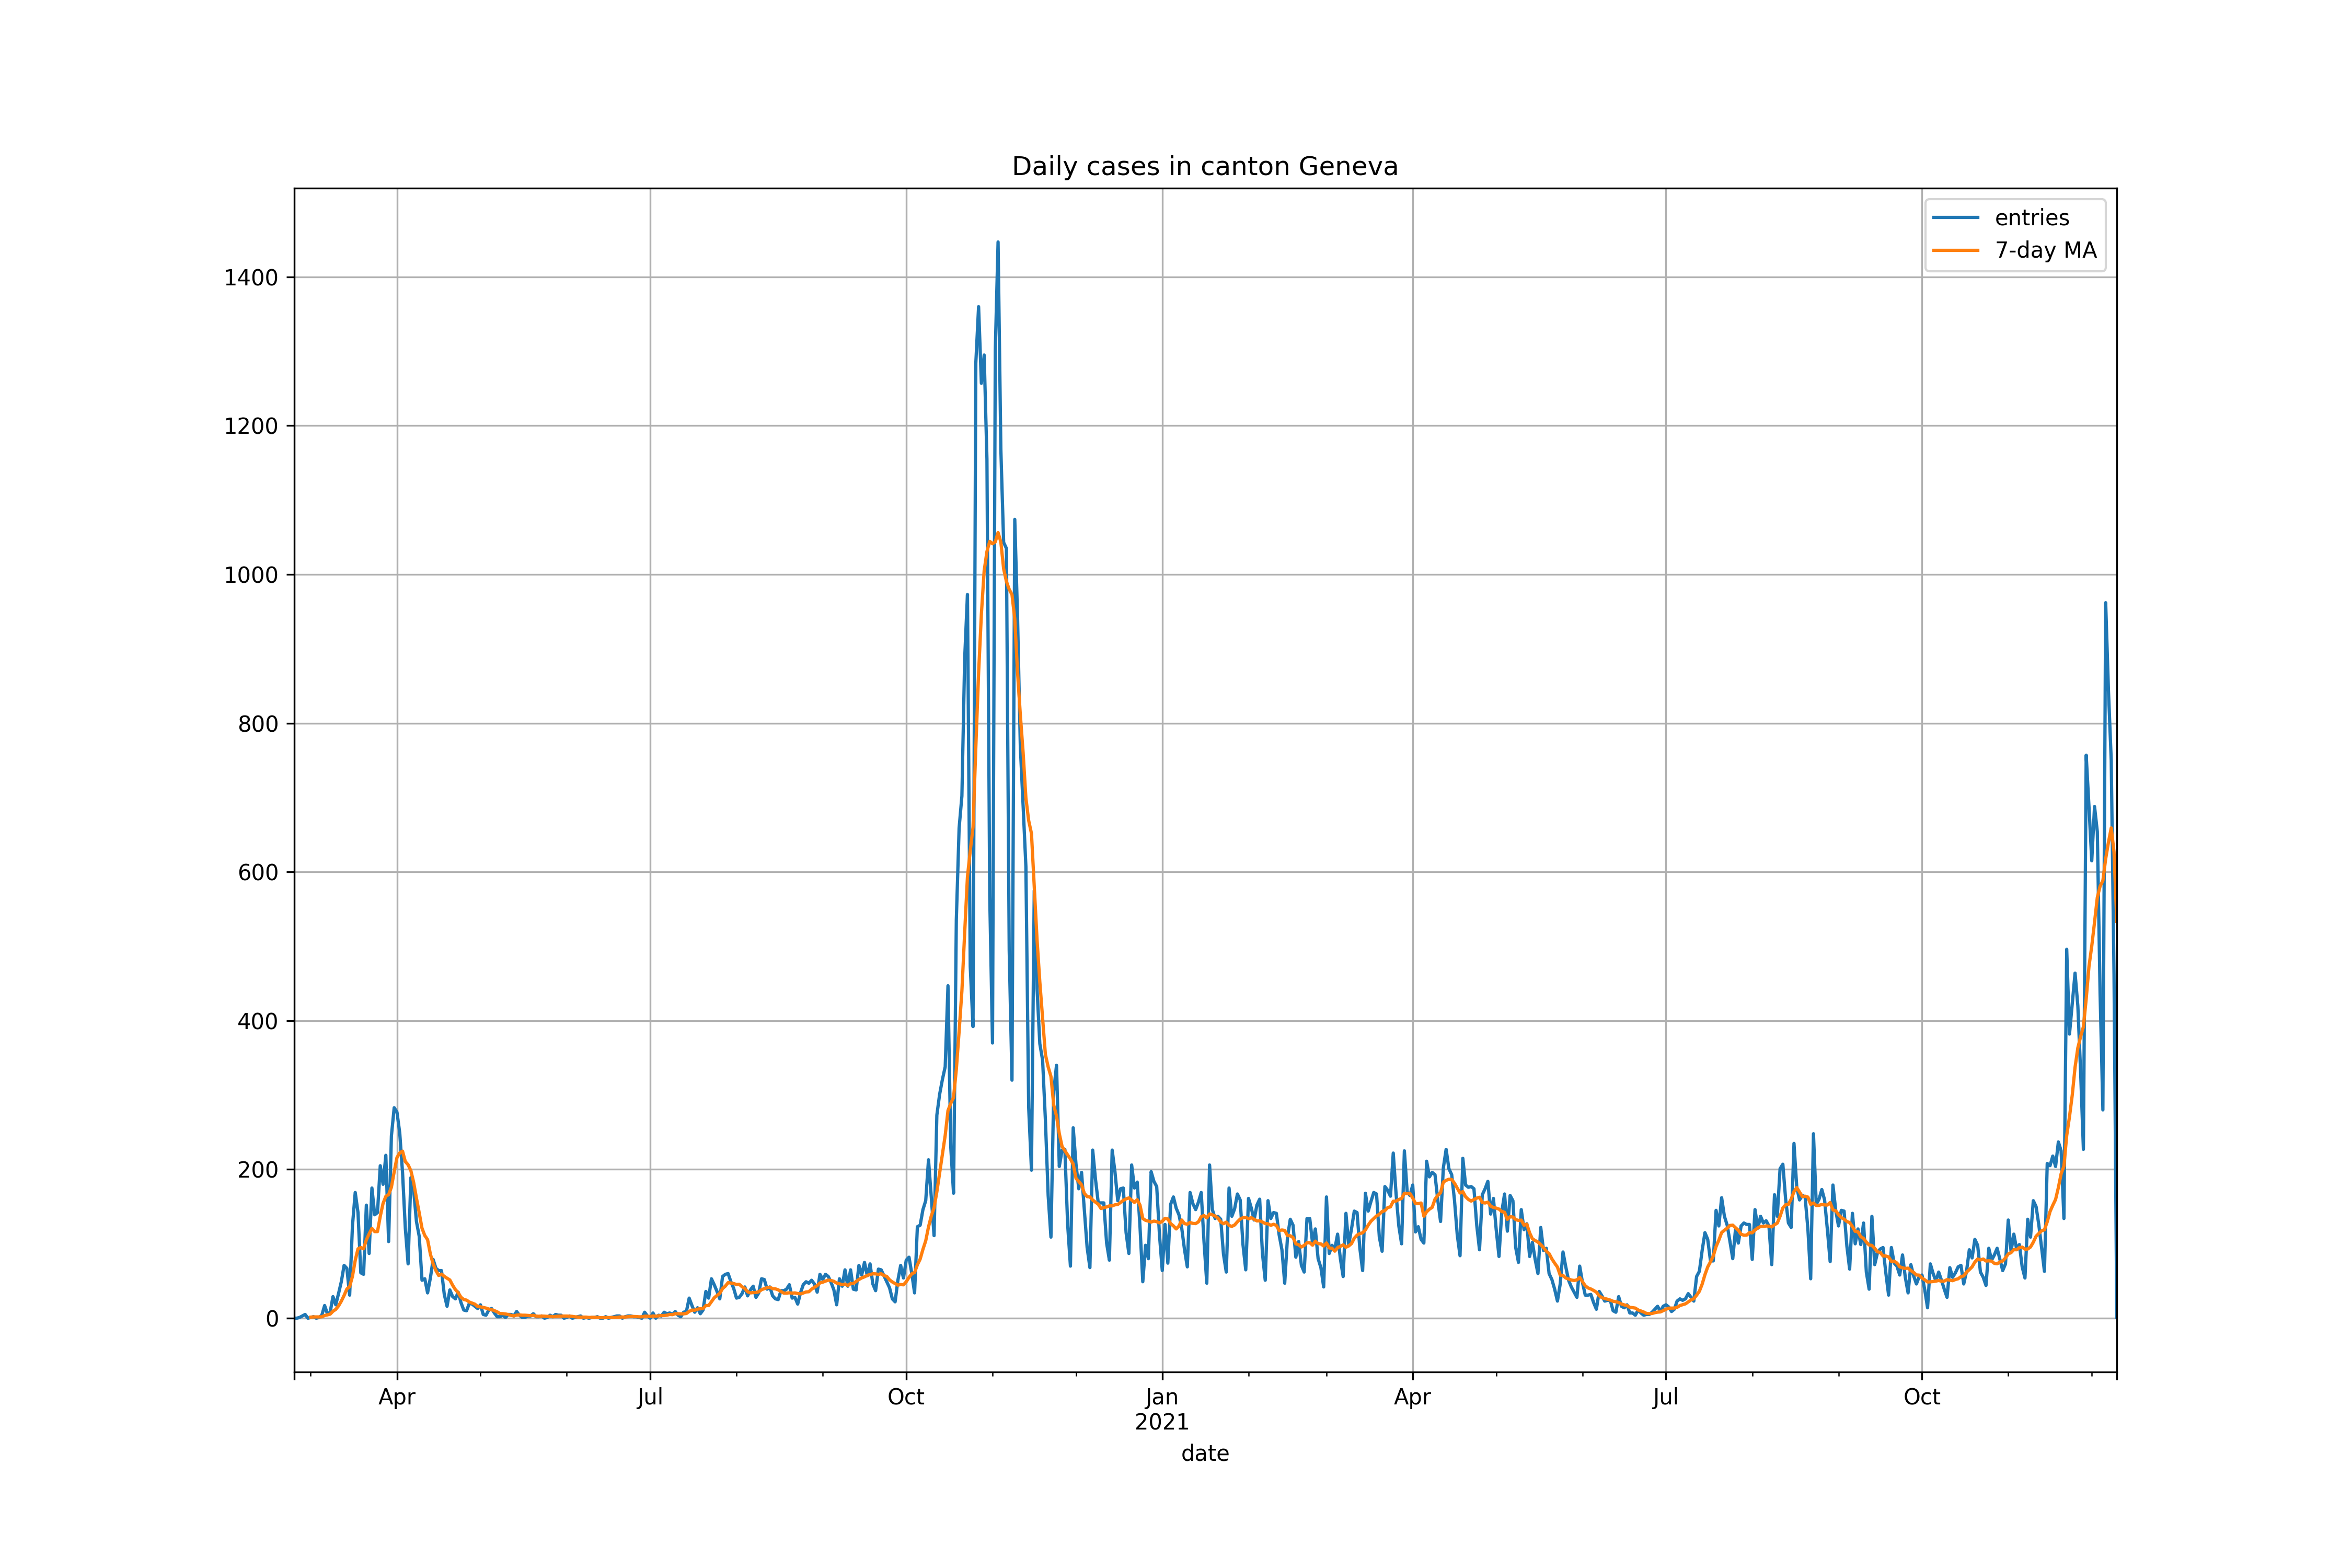 Daily cases in canton Geneva
entries
7-day MA
1400
1200
1000
800
600
400
200
0
Apr Jul Oct Jan Apr Jul Oct
2021
date